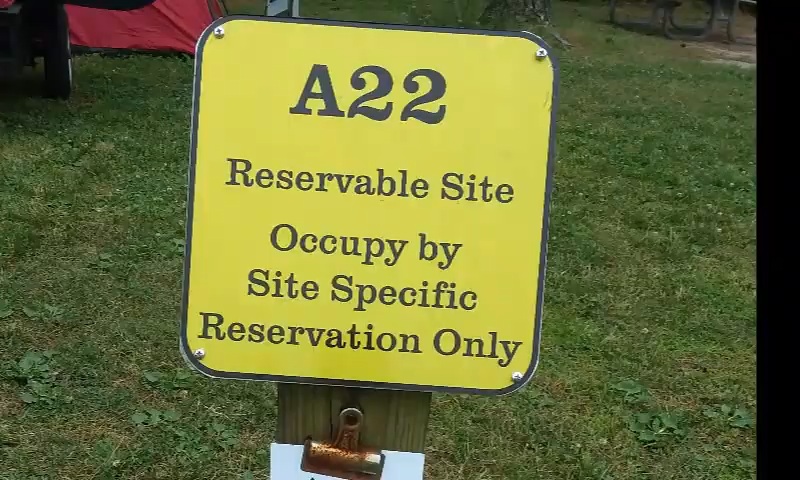 A22
Reservable Site
Occupy by
Site Specific
Reservation Only